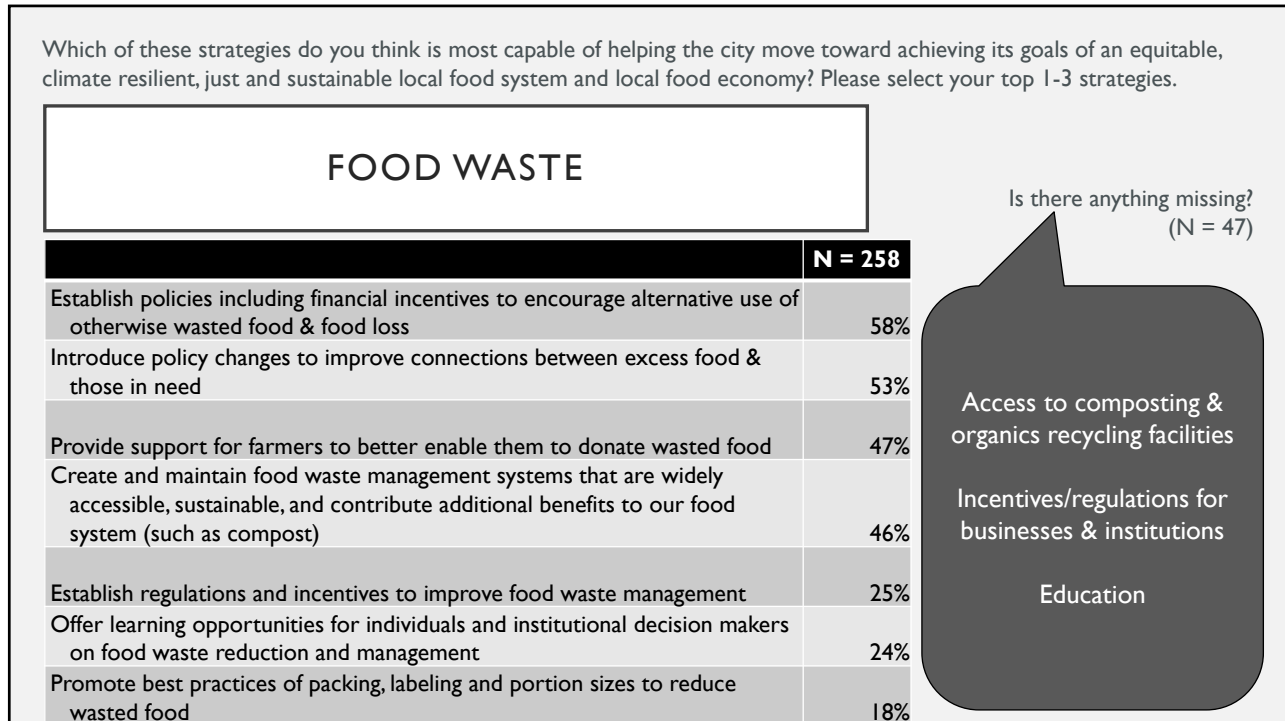 Which of these strategies do you think is most capable of helping the city move toward achieving its goals of an equitable,
climate resilient, just and sustainable local food system and local food economy? Please select your top 1-3 strategies.
FOOD WASTE
Is there anything missing?
(N = 47)
N = 258
Establish policies including financial incentives to encourage alternative use of
otherwise wasted food & food loss 58%
Introduce policy changes to improve connections between excess food &
those in need 53%
Provide support for farmers to better enable them to donate wasted food 47%
Create and maintain food waste management systems that are widely
accessible, sustainable, and contribute additional benefits to our food
system (such as compost) 46%
Establish regulations and incentives to improve food waste management 25%
Offer learning opportunities for individuals and institutional decision makers
on food waste reduction and management 24%
Promote best practices of packing, labeling and portion sizes to reduce
wasted food 18%
Access to composting &
organics recycling facilities
Incentives/regulations for
businesses & institutions
Education